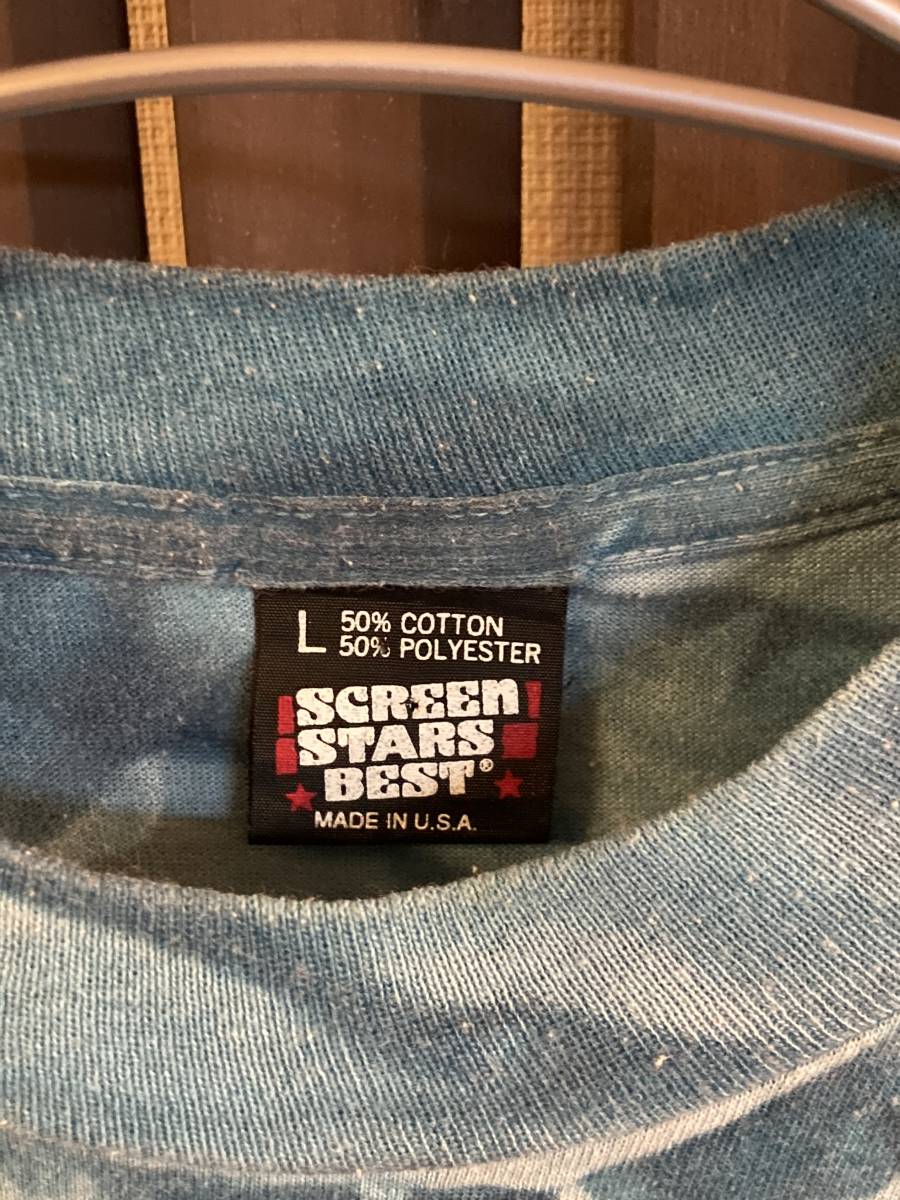 L 50% COTTON
50% POLYESTER
SCREEN
STARS
BEST®
MADE IN U.S.A.